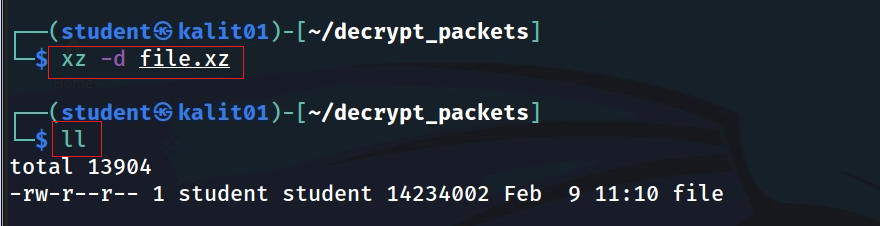 ┌──(student㉿kalit01)-[~/decrypt_packets]
└─$ xz -d file.xz
┌──(student㉿kalit01)-[~/decrypt_packets]
└─$ ll
total 13904
-rw-r--r-- 1 student student 14234002 Feb  9 11:10 file